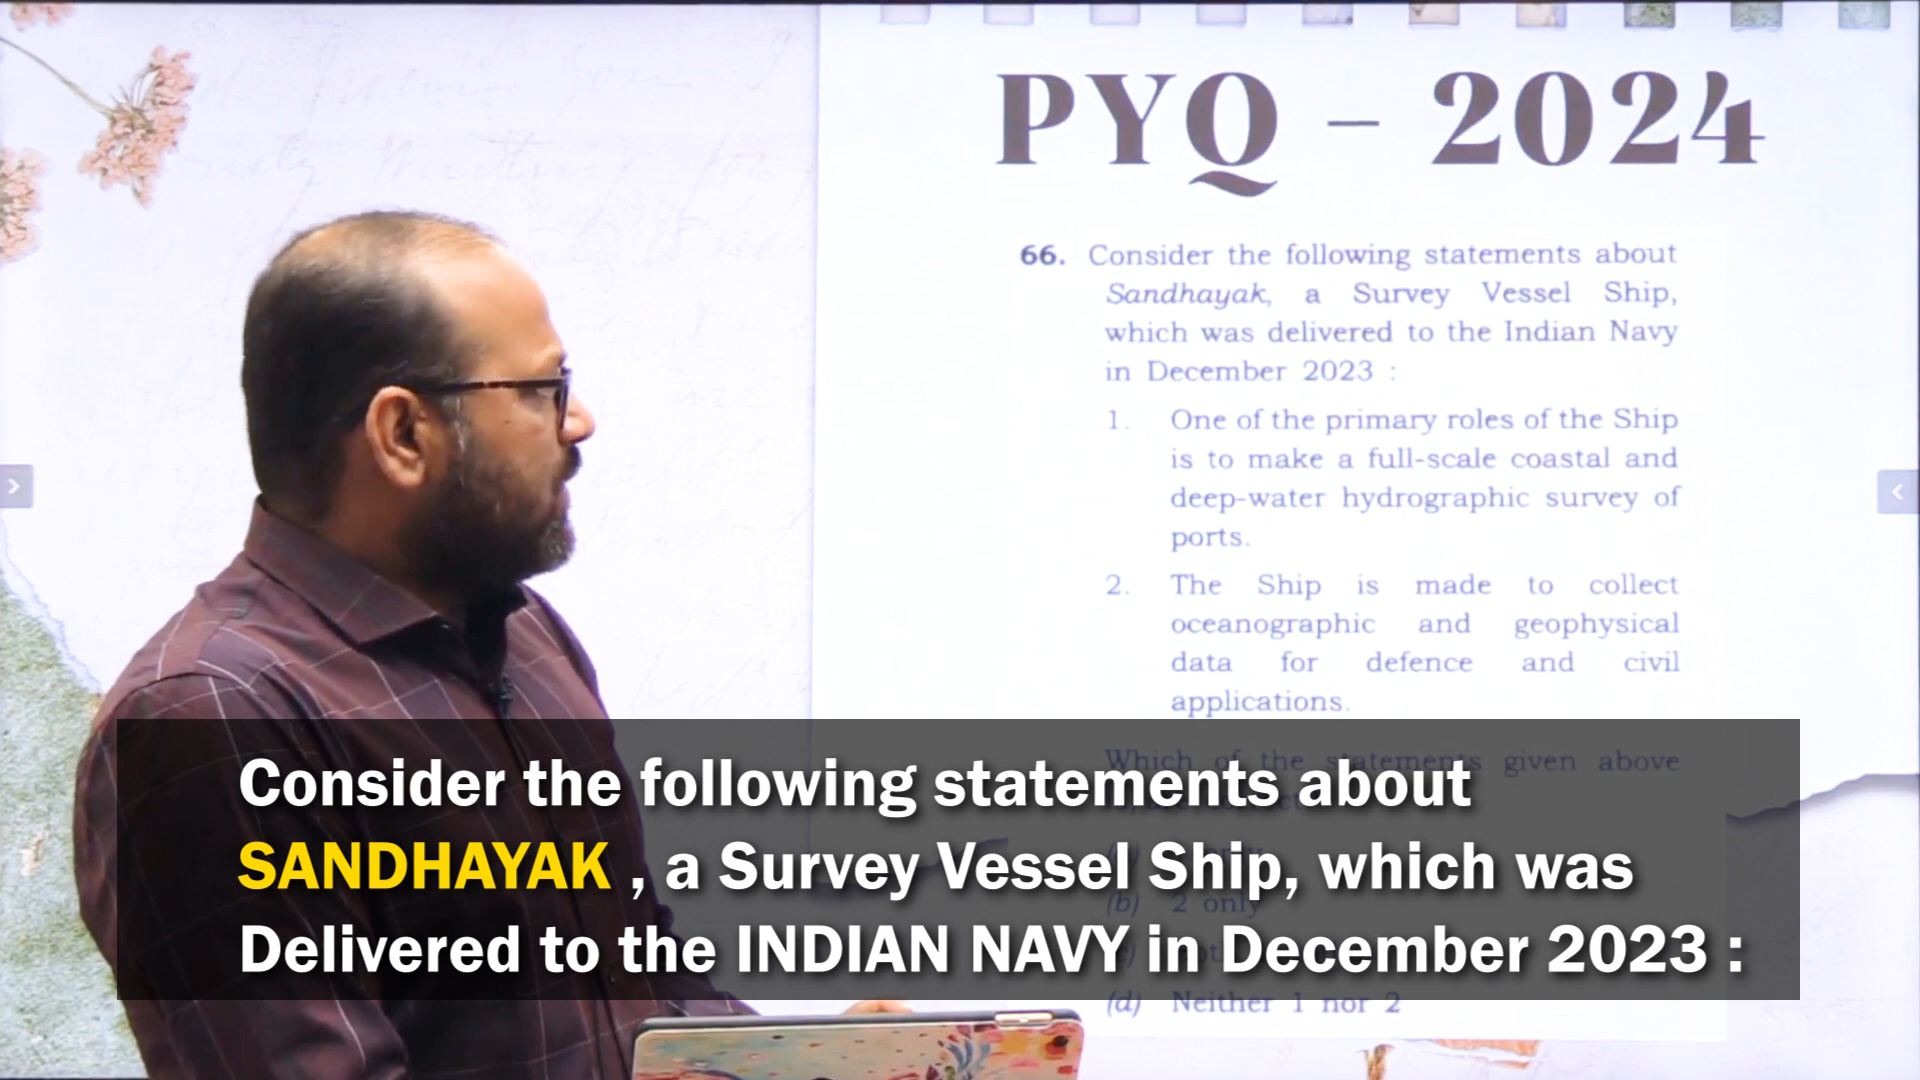 PYQ – 2024
66. Consider the following statements about
Sandhayak, a Survey Vessel Ship,
which was delivered to the Indian Navy
in December 2023 :
1. One of the primary roles of the Ship
is to make a full-scale coastal and
deep-water hydrographic survey of
ports.
2. The Ship is made to collect
oceanographic and geophysical
data for defence and civil
applications.
Which of the statements given above
(b) 2 only
(d) Neither 1 nor 2
Consider the following statements about
SANDHAYAK , a Survey Vessel Ship, which was
Delivered to the INDIAN NAVY in December 2023 :